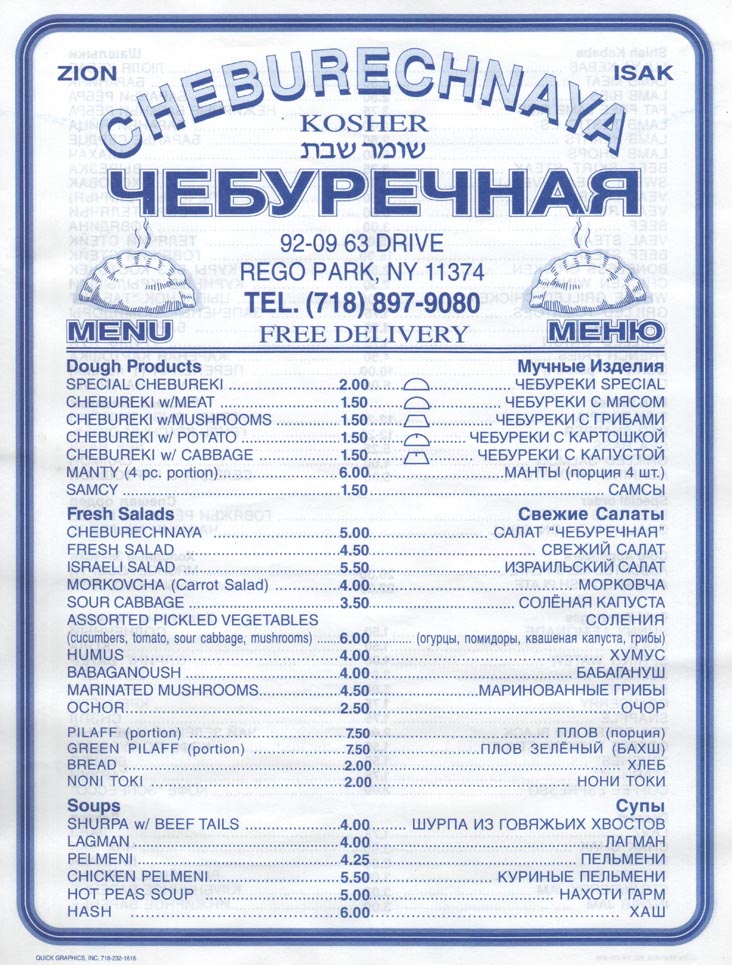 ZION ISAK
CHEBURECHNAYA
KOSHER
שומר שבת
ЧЕБУРЕЧНАЯ
92-09 63 DRIVE
REGO PARK, NY 11374
TEL. (718) 897-9080
MENU FREE DELIVERY МЕНЮ
Dough Products Мучные Изделия
SPECIAL CHEBUREKI 2.00 ЧЕБУРЕКИ SPECIAL
CHEBUREKI w/MEAT 1.50 ЧЕБУРЕКИ С МЯСОМ
CHEBUREKI w/MUSHROOMS 1.50 ЧЕБУРЕКИ С ГРИБАМИ
CHEBUREKI w/ POTATO 1.50 ЧЕБУРЕКИ С КАРТОШКОЙ
CHEBUREKI w/ CABBAGE 1.50 ЧЕБУРЕКИ С КАПУСТОЙ
MANTY (4 pc. portion) 6.00 МАНТЫ (порция 4 шт.)
SAMCY 1.50 САМСЫ
Fresh Salads Свежие Салаты
CHEBURECHNAYA 5.00 САЛАТ “ЧЕБУРЕЧНАЯ”
FRESH SALAD 4.50 СВЕЖИЙ САЛАТ
ISRAELI SALAD 5.50 ИЗРАИЛЬСКИЙ САЛАТ
MORKOVCHA (Carrot Salad) 4.00 МОРКОВЧА
SOUR CABBAGE 3.50 СОЛЁНАЯ КАПУСТА
ASSORTED PICKLED VEGETABLES СОЛЕНИЯ
(cucumbers, tomato, sour cabbage, mushrooms) 6.00 (огурцы, помидоры, квашеная капуста, грибы)
HUMUS 4.00 ХУМУС
BABAGANOUSH 4.00 БАБАГАНУШ
MARINATED MUSHROOMS 4.50 МАРИНОВАННЫЕ ГРИБЫ
OCHOR 2.50 ОЧОР
PILAFF (portion) 7.50 ПЛОВ (порция)
GREEN PILAFF (portion) 7.50 ПЛОВ ЗЕЛЁНЫЙ (БАХШ)
BREAD 2.00 ХЛЕБ
NONI TOKI 2.00 НОНИ ТОКИ
Soups Супы
SHURPA w/ BEEF TAILS 4.00 ШУРПА ИЗ ГОВЯЖЬИХ ХВОСТОВ
LAGMAN 4.00 ЛАГМАН
PELMENI 4.25 ПЕЛЬМЕНИ
CHICKEN PELMENI 5.50 КУРИНЫЕ ПЕЛЬМЕНИ
HOT PEAS SOUP 5.00 НАХОТИ ГАРМ
HASH 6.00 ХАШ
QUICK GRAPHICS, INC. 718-232-1616